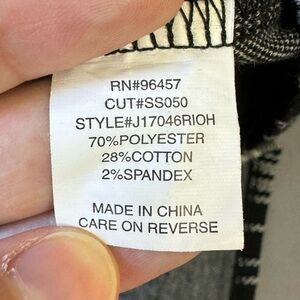 RN#96457
CUT#SS050
STYLE#J17046RIOH
70%POLYESTER
28%COTTON
2%SPANDEX
MADE IN CHINA
CARE ON REVERSE